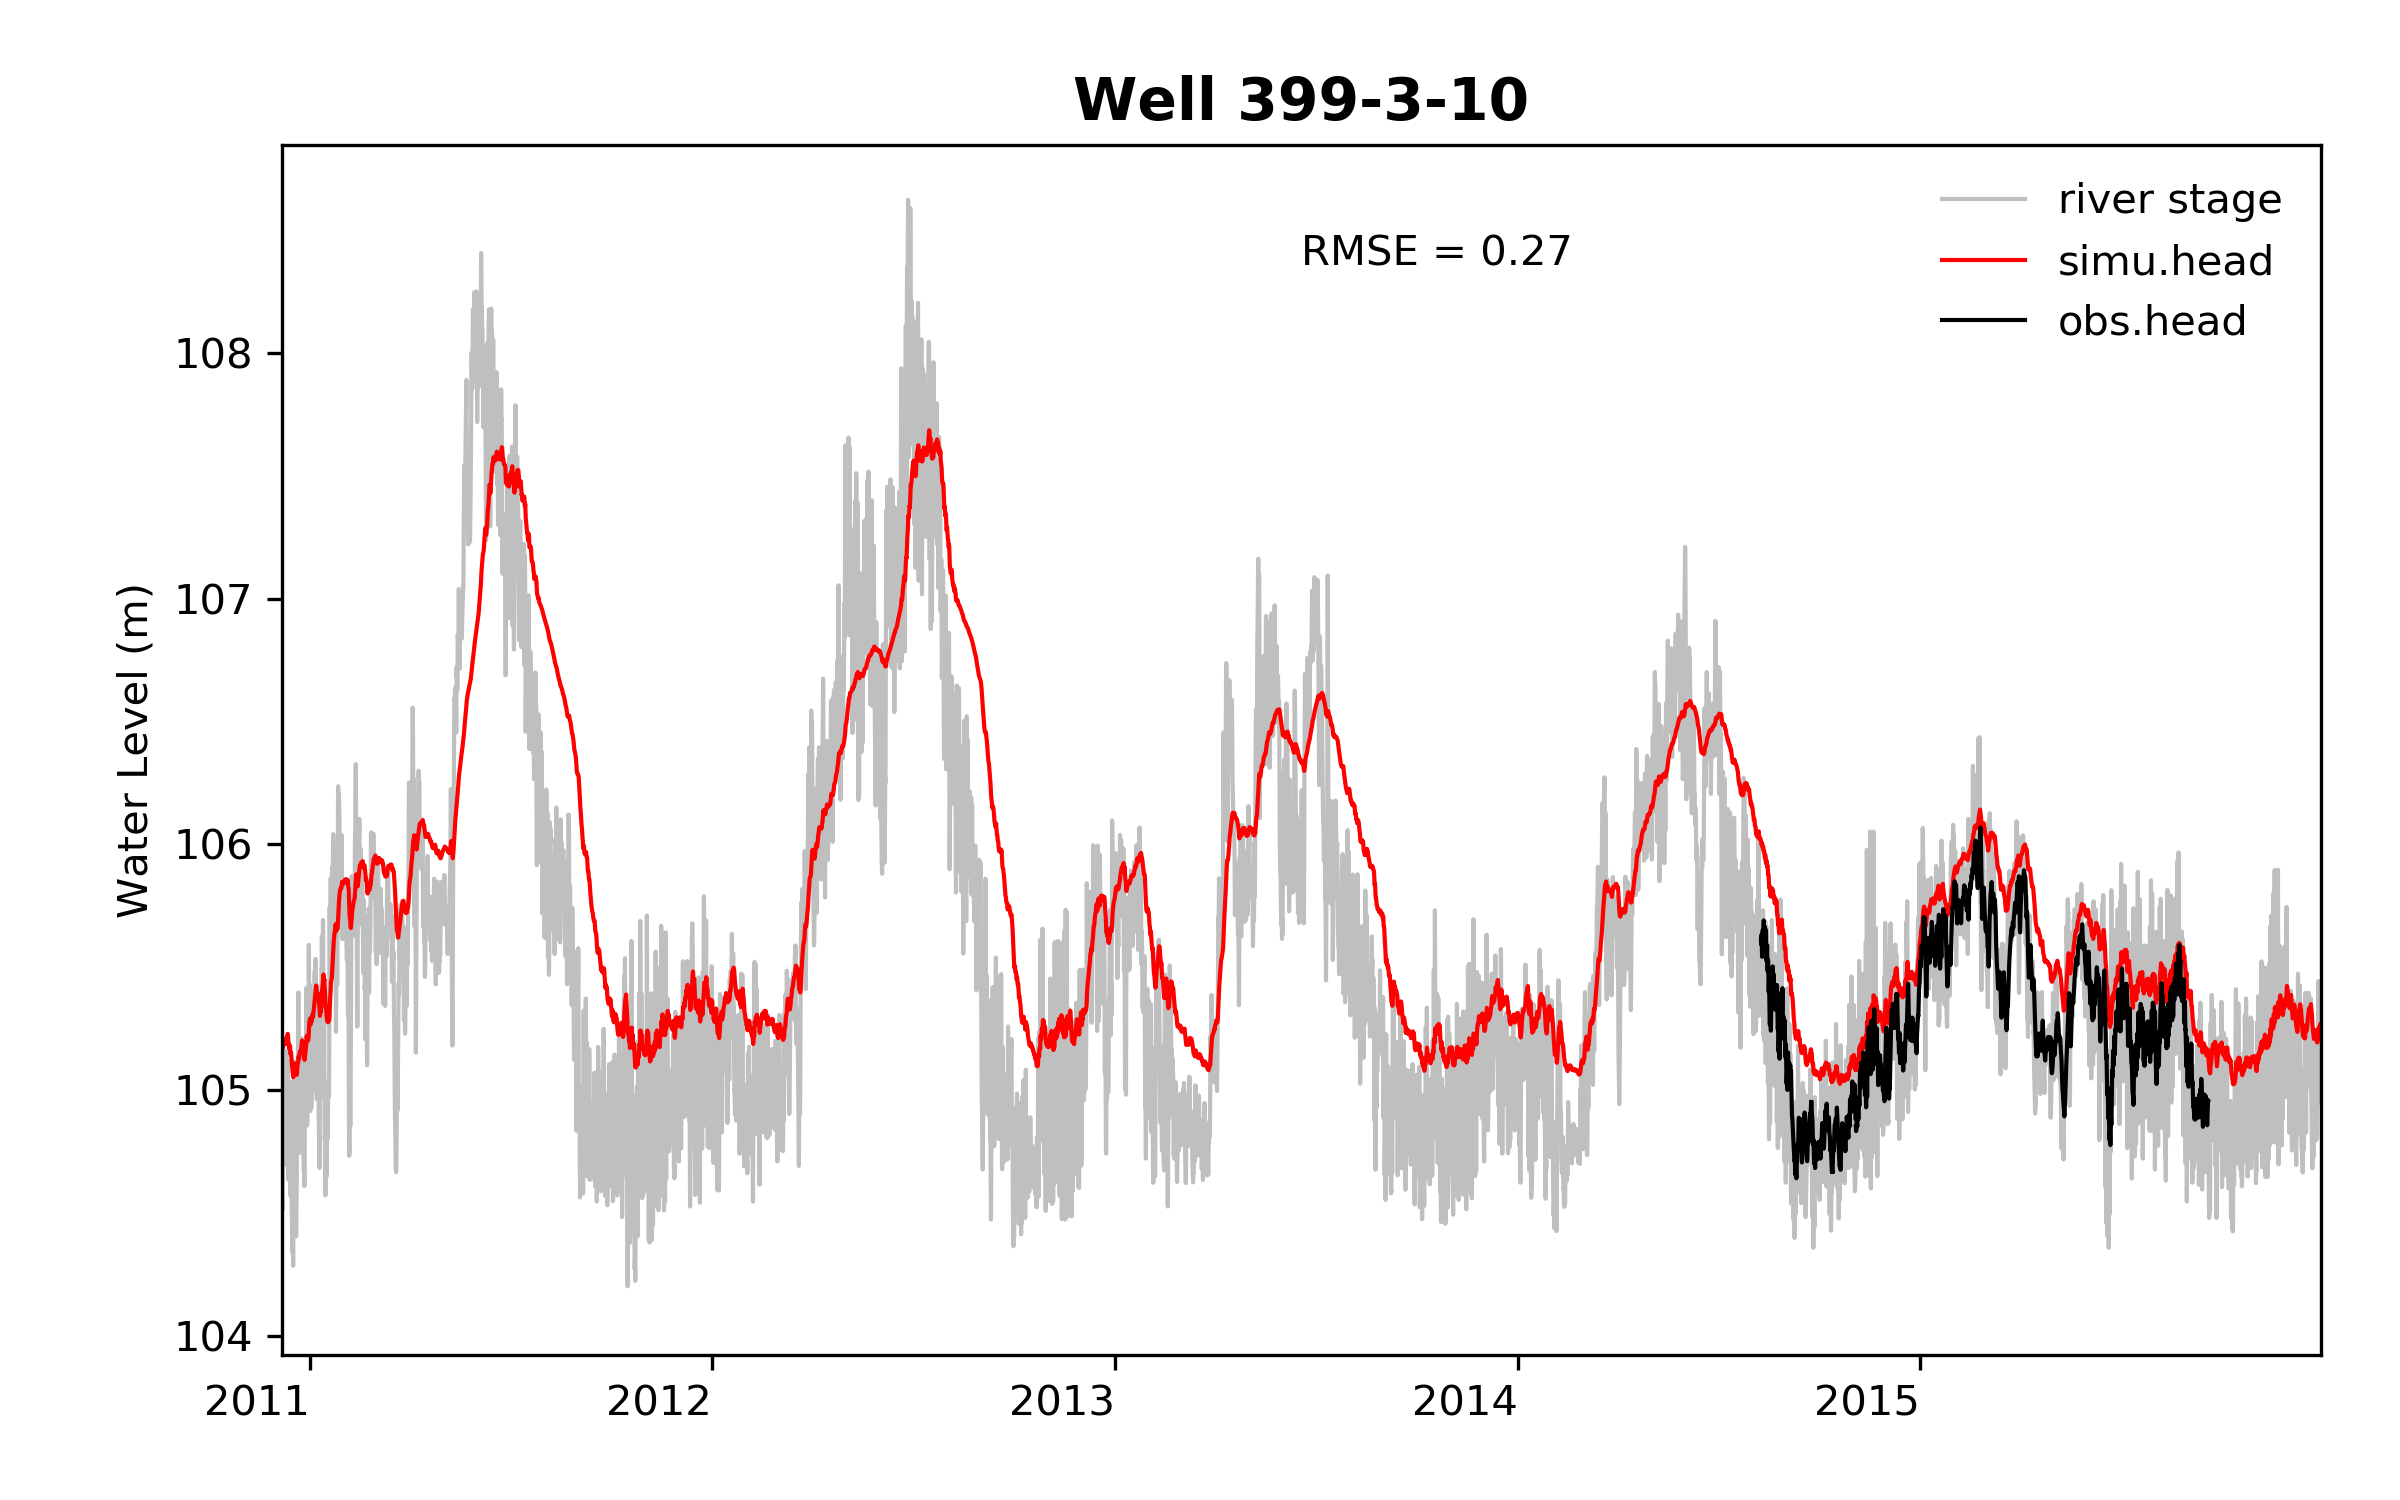 Well 399-3-10
river stage
RMSE = 0.27
simu.head
obs.head
Water Level (m)
108
107
106
105
104
2011 2012 2013 2014 2015